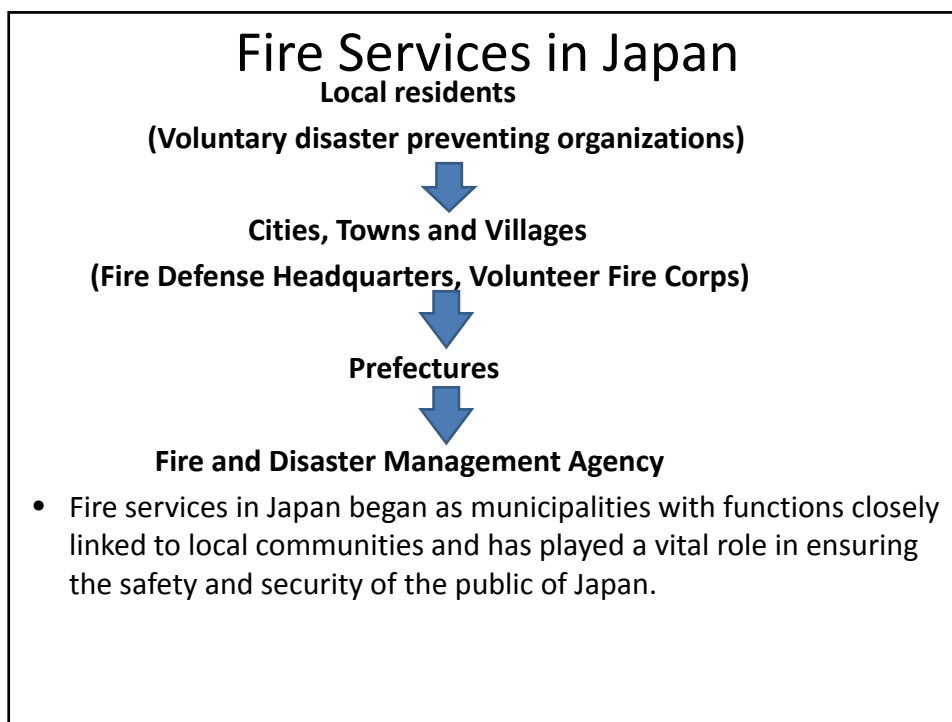 Fire Services in Japan
Local residents
(Voluntary disaster preventing organizations)
Cities, Towns and Villages
(Fire Defense Headquarters, Volunteer Fire Corps)
Prefectures
Fire and Disaster Management Agency
• Fire services in Japan began as municipalities with functions closely
linked to local communities and has played a vital role in ensuring
the safety and security of the public of Japan.